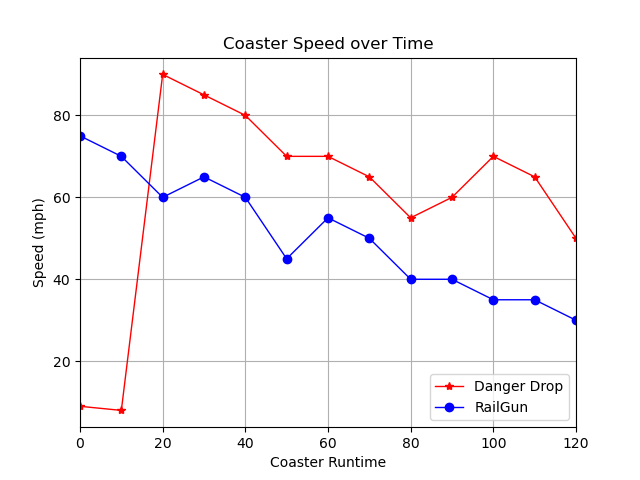 Coaster Speed over Time
Speed (mph)
80
60
40
20
0 20 40 60 80 100 120
Coaster Runtime
Danger Drop
RailGun